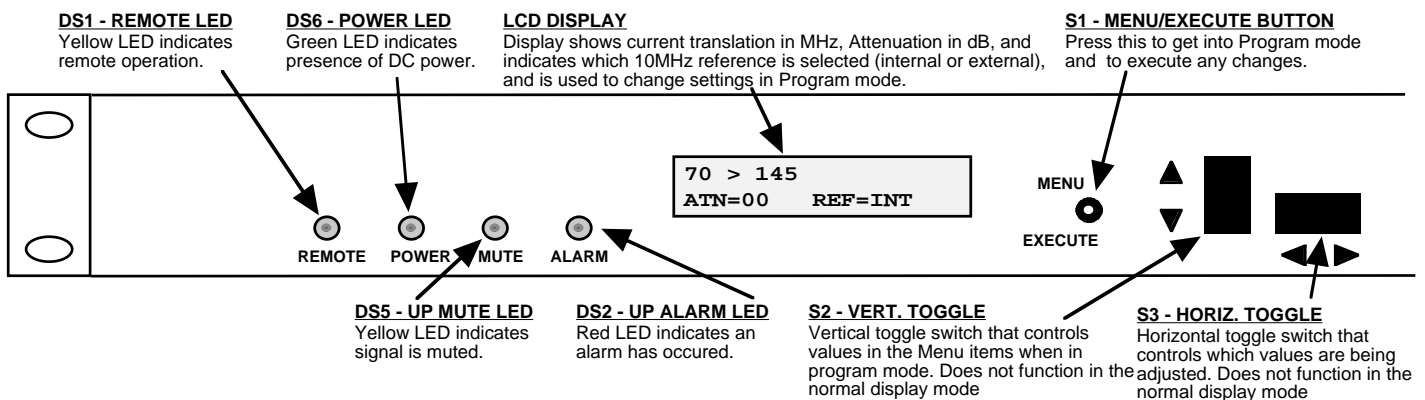 DS1 - REMOTE LED
Yellow LED indicates
remote operation.
DS6 - POWER LED
Green LED indicates
presence of DC power.
LCD DISPLAY
Display shows current translation in MHz, Attenuation in dB, and
indicates which 10MHz reference is selected (internal or external),
and is used to change settings in Program mode.
S1 - MENU/EXECUTE BUTTON
Press this to get into Program mode
and to execute any changes.
70 > 145
ATN=00 REF=INT
MENU
EXECUTE
REMOTE
POWER
MUTE
ALARM
DS5 - UP MUTE LED
Yellow LED indicates
signal is muted.
DS2 - UP ALARM LED
Red LED indicates an
alarm has occured.
S2 - VERT. TOGGLE
Vertical toggle switch that controls
values in the Menu items when in
program mode. Does not function in the
normal display mode
S3 - HORIZ. TOGGLE
Horizontal toggle switch that
controls which values are being
adjusted. Does not function in the
normal display mode